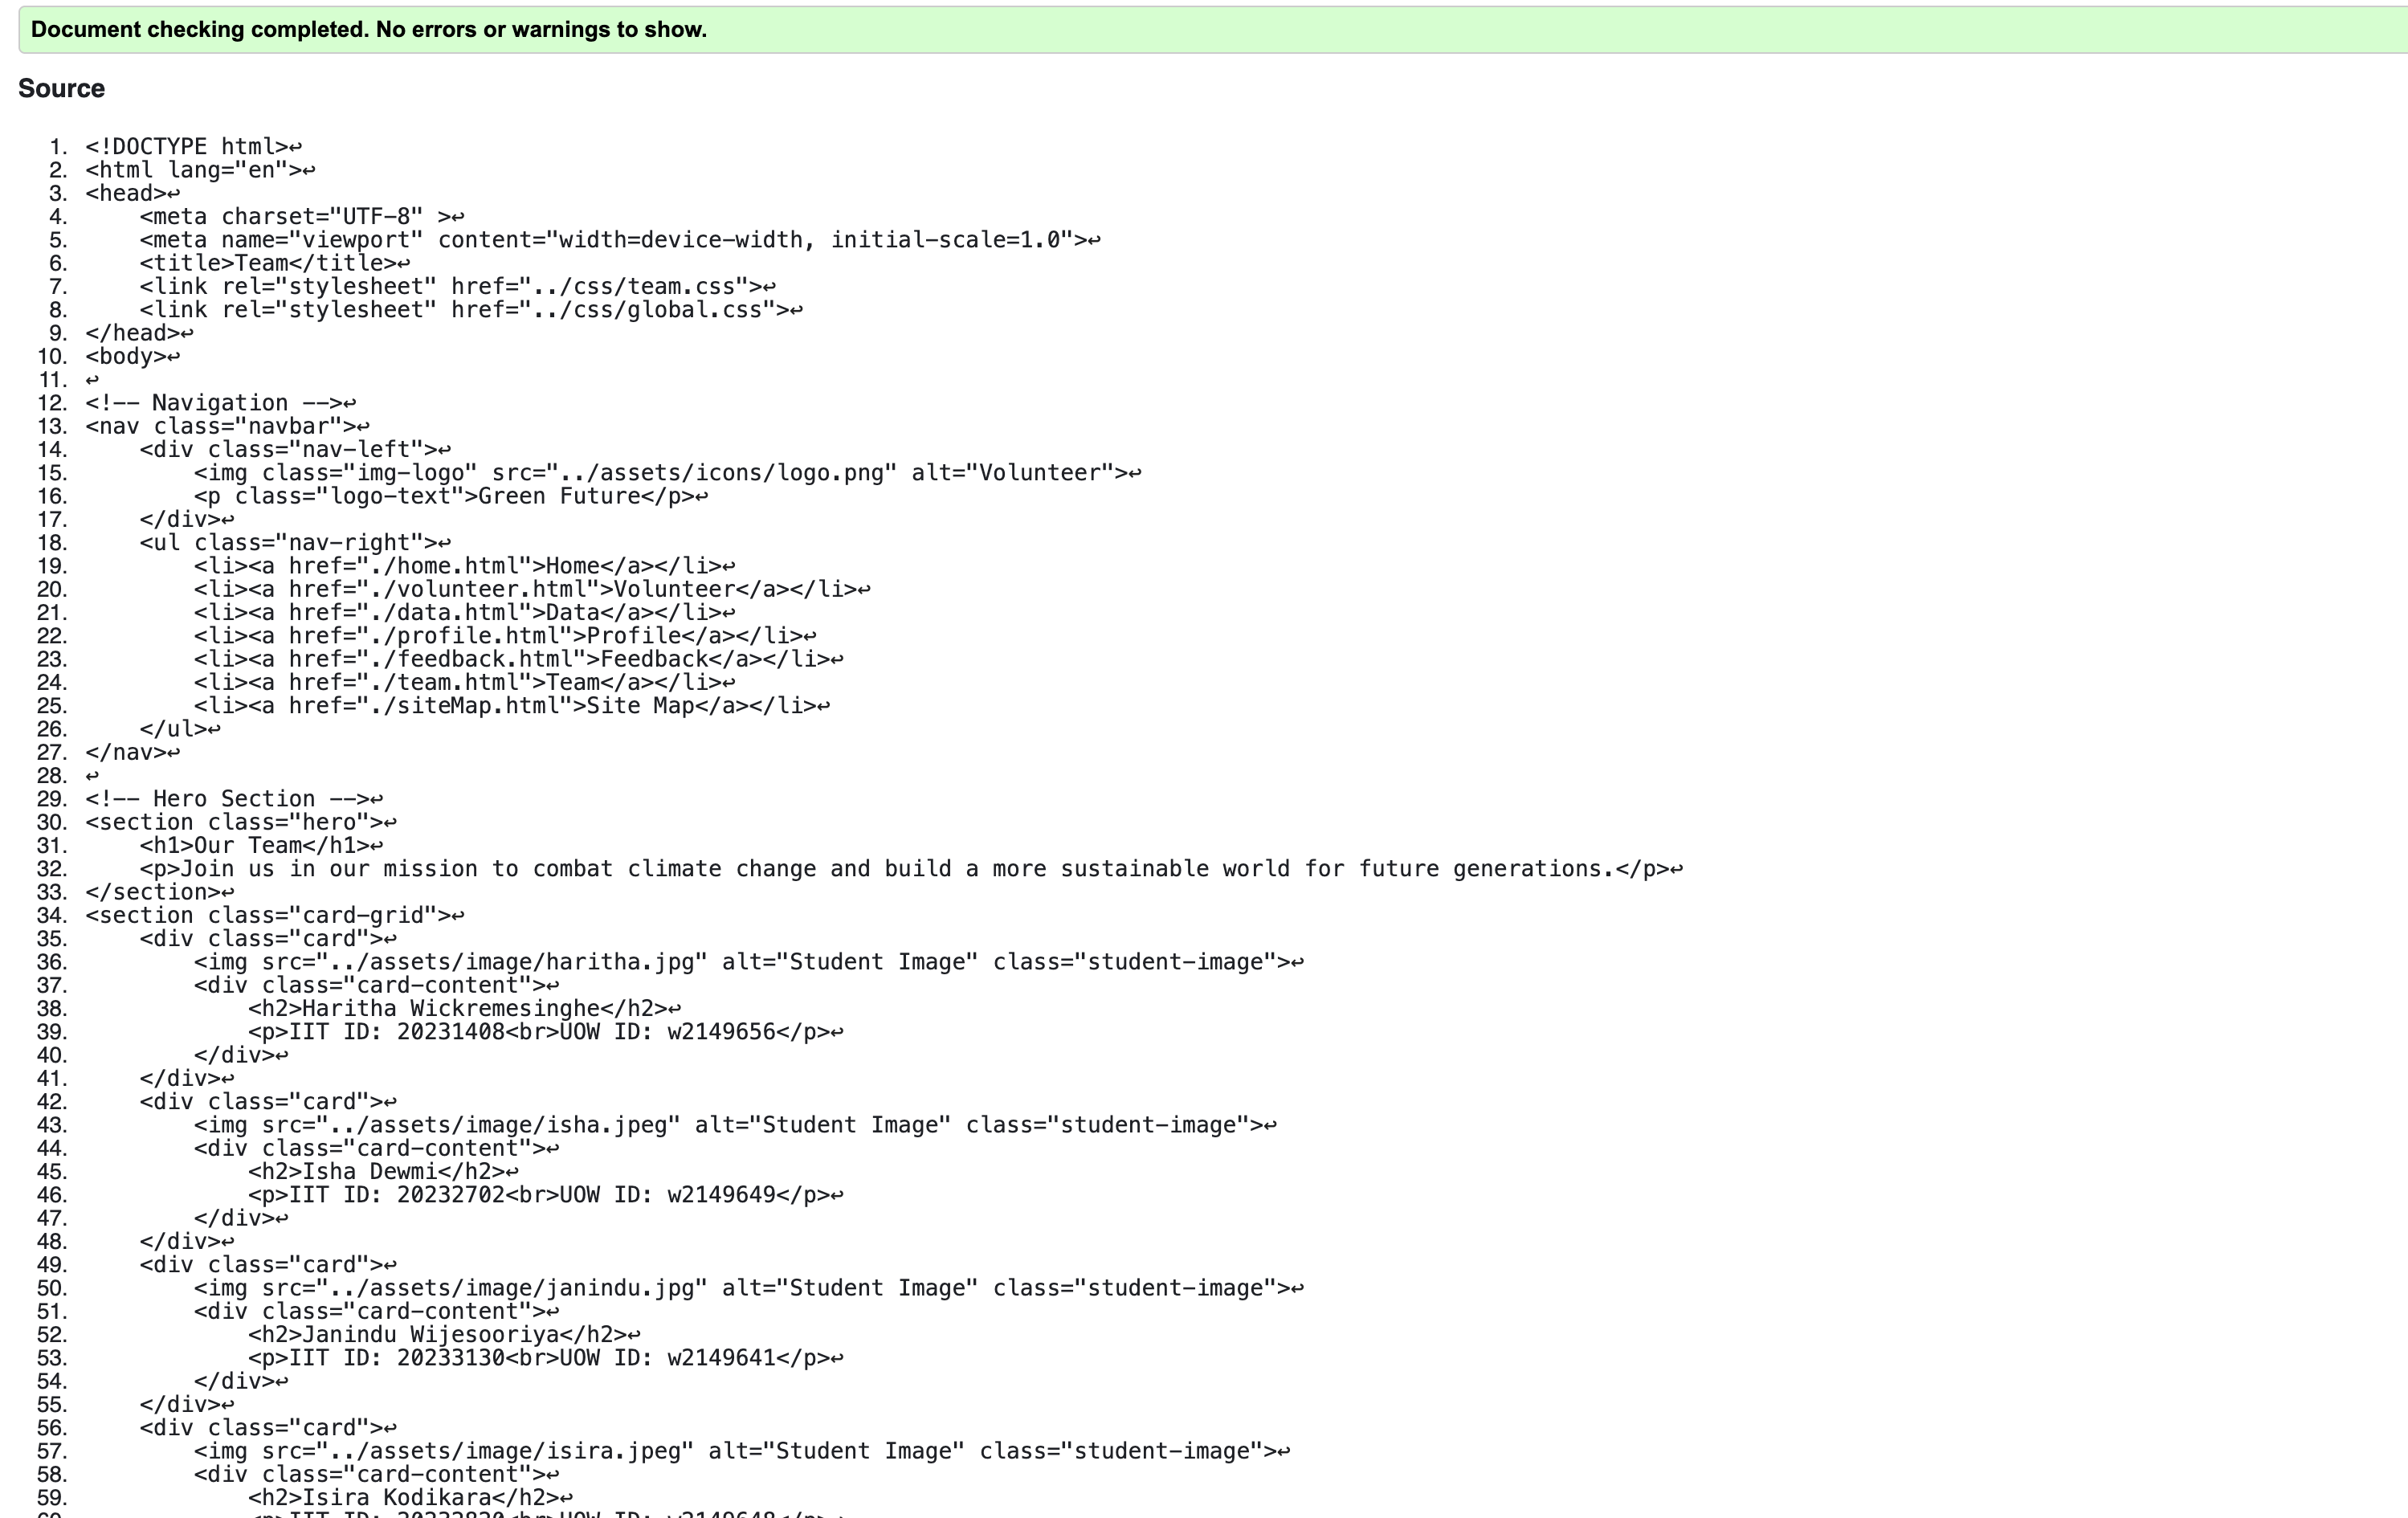 Document checking completed. No errors or warnings to show.
Source
1. <!DOCTYPE html>↩
2. <html lang="en">↩
3. <head>↩
4.     <meta charset="UTF-8" >↩
5.     <meta name="viewport" content="width=device-width, initial-scale=1.0">↩
6.     <title>Team</title>↩
7.     <link rel="stylesheet" href="../css/team.css">↩
8.     <link rel="stylesheet" href="../css/global.css">↩
9. </head>↩
10. <body>↩
11. ↩
12. <!-- Navigation -->↩
13. <nav class="navbar">↩
14.     <div class="nav-left">↩
15.         <img class="img-logo" src="../assets/icons/logo.png" alt="Volunteer">↩
16.         <p class="logo-text">Green Future</p>↩
17.     </div>↩
18.     <ul class="nav-right">↩
19.         <li><a href="./home.html">Home</a></li>↩
20.         <li><a href="./volunteer.html">Volunteer</a></li>↩
21.         <li><a href="./data.html">Data</a></li>↩
22.         <li><a href="./profile.html">Profile</a></li>↩
23.         <li><a href="./feedback.html">Feedback</a></li>↩
24.         <li><a href="./team.html">Team</a></li>↩
25.         <li><a href="./siteMap.html">Site Map</a></li>↩
26.     </ul>↩
27. </nav>↩
28. ↩
29. <!-- Hero Section -->↩
30. <section class="hero">↩
31.     <h1>Our Team</h1>↩
32.     <p>Join us in our mission to combat climate change and build a more sustainable world for future generations.</p>↩
33. </section>↩
34. <section class="card-grid">↩
35.     <div class="card">↩
36.         <img src="../assets/image/haritha.jpg" alt="Student Image" class="student-image">↩
37.         <div class="card-content">↩
38.             <h2>Haritha Wickremesinghe</h2>↩
39.             <p>IIT ID: 20231408<br>UOW ID: w2149656</p>↩
40.         </div>↩
41.     </div>↩
42.     <div class="card">↩
43.         <img src="../assets/image/isha.jpeg" alt="Student Image" class="student-image">↩
44.         <div class="card-content">↩
45.             <h2>Isha Dewmi</h2>↩
46.             <p>IIT ID: 20232702<br>UOW ID: w2149649</p>↩
47.         </div>↩
48.     </div>↩
49.     <div class="card">↩
50.         <img src="../assets/image/janindu.jpg" alt="Student Image" class="student-image">↩
51.         <div class="card-content">↩
52.             <h2>Janindu Wijesooriya</h2>↩
53.             <p>IIT ID: 20233130<br>UOW ID: w2149641</p>↩
54.         </div>↩
55.     </div>↩
56.     <div class="card">↩
57.         <img src="../assets/image/isira.jpeg" alt="Student Image" class="student-image">↩
58.         <div class="card-content">↩
59.             <h2>Isira Kodikara</h2>↩